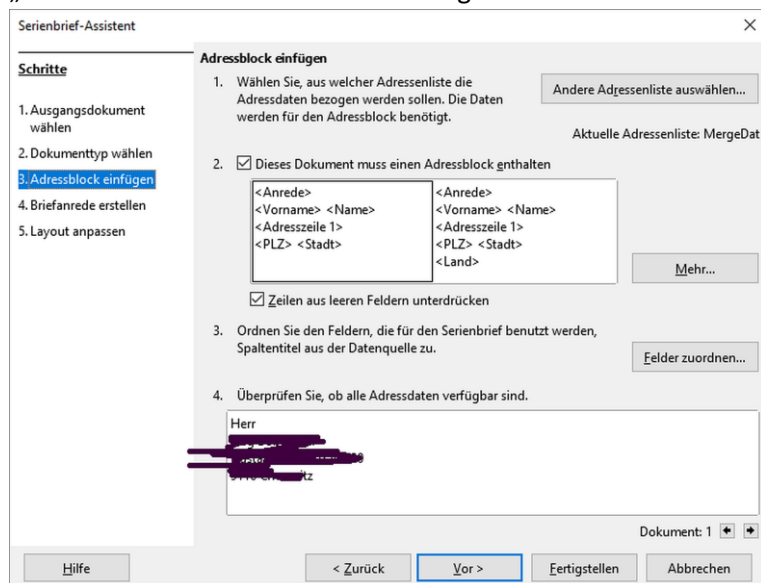 Serienbrief-Assistent
Schritte
1. Ausgangsdokument
wählen
2. Dokumenttyp wählen
3. Adressblock einfügen
4. Briefanrede erstellen
5. Layout anpassen
Adressblock einfügen
1. Wählen Sie, aus welcher Adressenliste die
Adressdaten bezogen werden sollen. Die Daten
werden für den Adressblock benötigt.
Andere Adressenliste auswählen...
Aktuelle Adressenliste: MergeDat
2. Dieses Dokument muss einen Adressblock enthalten
<Anrede>
<Vorname> <Name>
<Adresszeile 1>
<PLZ> <Stadt>
<Anrede>
<Vorname> <Name>
<Adresszeile 1>
<PLZ> <Stadt>
<Land>
Mehr...
Zeilen aus leeren Feldern unterdrücken
3. Ordnen Sie den Feldern, die für den Serienbrief benutzt werden,
Spaltentitel aus der Datenquelle zu.
Felder zuordnen...
4. Überprüfen Sie, ob alle Adressdaten verfügbar sind.
Herr
Dokument: 1
Hilfe
< Zurück
Vor >
Fertigstellen
Abbrechen